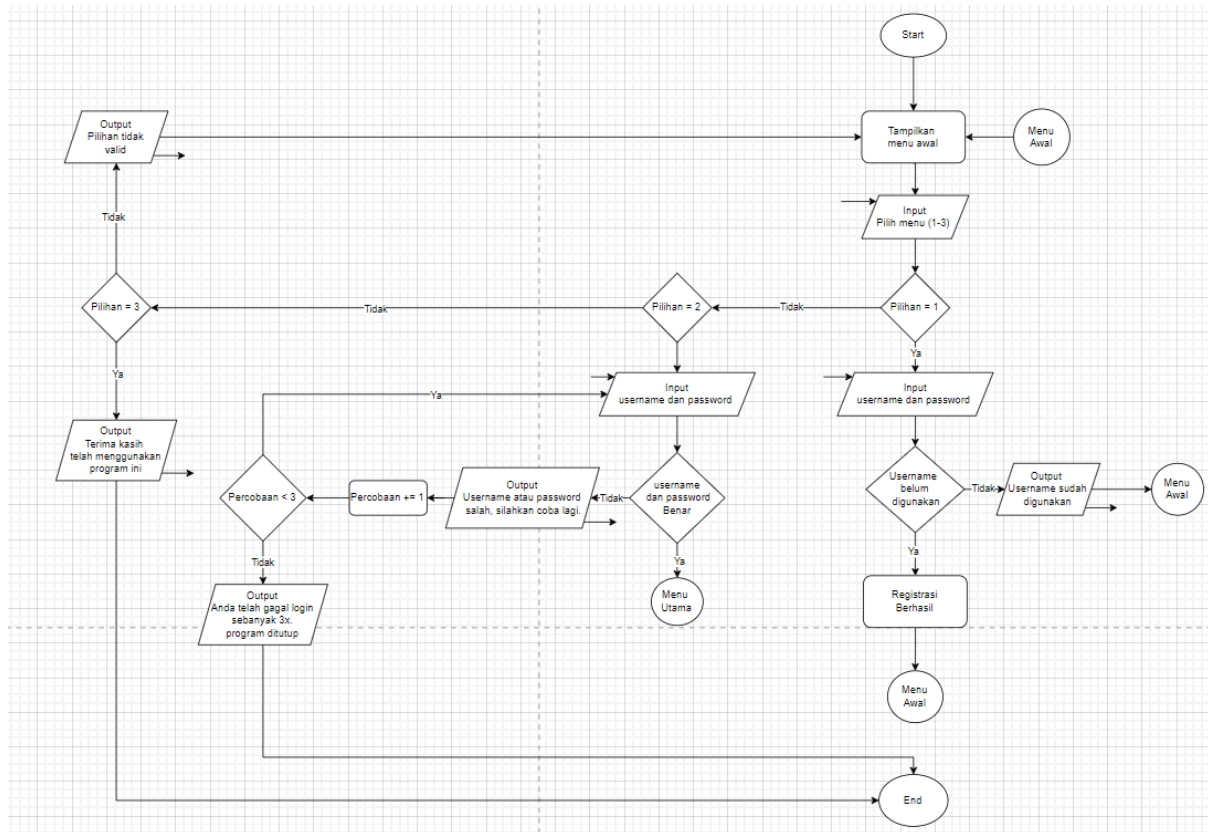 Start
Output
Pilihan tidak
valid
Tampilkan
menu awal
Menu
Awal
Input
Pilih menu (1-3)
Tidak
Pilihan = 3
Tidak
Pilihan = 2
Tidak
Pilihan = 1
Ya
Ya
Input
username dan password
Input
username dan password
Ya
Output
Terima kasih
telah menggunakan
program ini
Percobaan < 3
Percobaan += 1
Output
Username atau password
salah, silahkan coba lagi.
Tidak
username
dan password
Benar
Username
belum
digunakan
Tidak
Output
Username sudah
digunakan
Menu
Awal
Tidak
Ya
Ya
Output
Anda telah gagal login
sebanyak 3x.
program ditutup
Menu
Utama
Registrasi
Berhasil
Menu
Awal
End